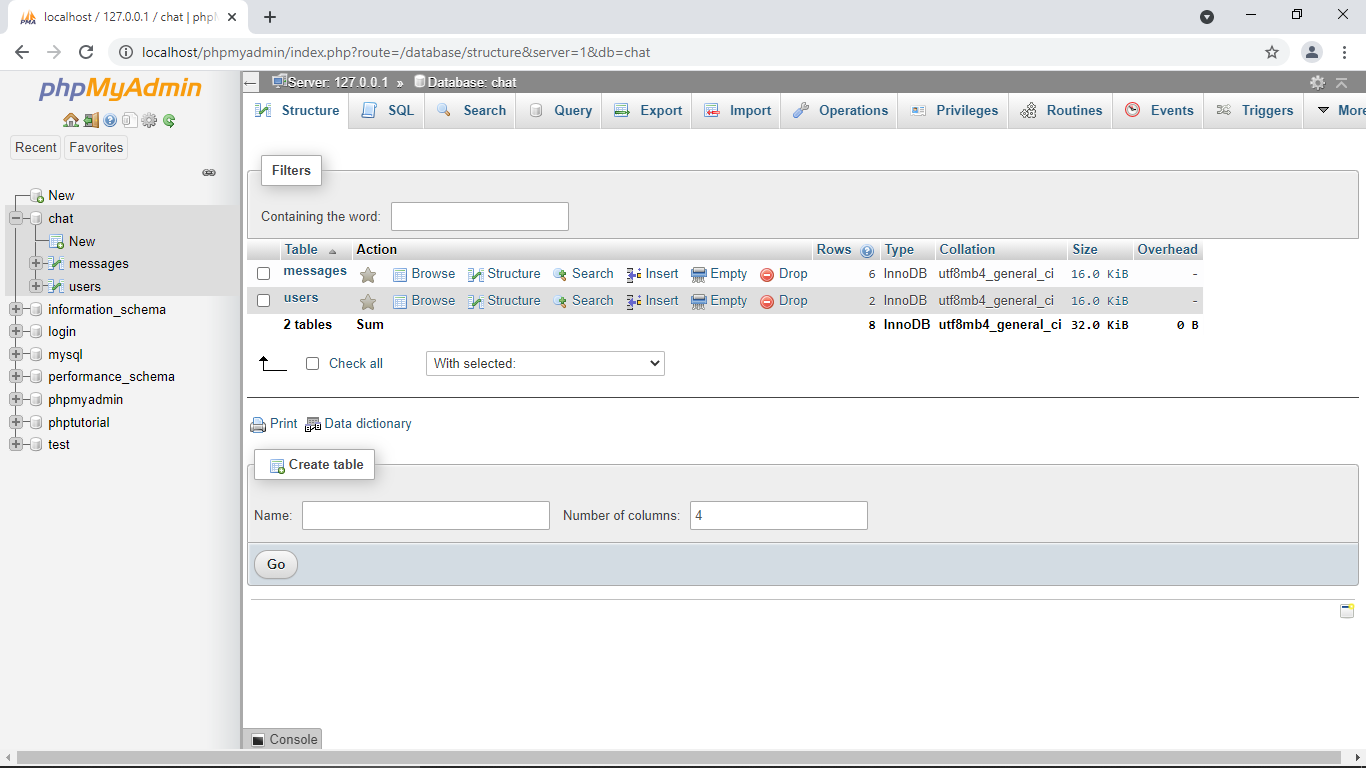 localhost / 127.0.0.1 / chat | phpM
localhost/phpmyadmin/index.php?route=/database/structure&server=1&db=chat
phpMyAdmin
Recent Favorites
New
chat
New
messages
users
information_schema
login
mysql
performance_schema
phpmyadmin
phptutorial
test
Server: 127.0.0.1 » Database: chat
Structure SQL Search Query Export Import Operations Privileges Routines Events Triggers More
Filters
Containing the word:
Table Action Rows Type Collation Size Overhead
messages Browse Structure Search Insert Empty Drop 6 InnoDB utf8mb4_general_ci 16.0 KiB -
users Browse Structure Search Insert Empty Drop 2 InnoDB utf8mb4_general_ci 16.0 KiB -
2 tables Sum 8 InnoDB utf8mb4_general_ci 32.0 KiB 0 B
Check all With selected:
Print Data dictionary
Create table
Name: Number of columns: 4
Go
Console